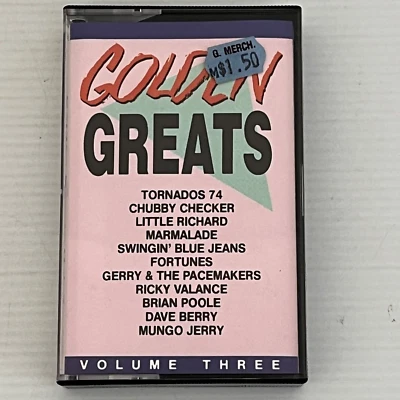 GOLDEN
G. MERCH.
M$1.50
GREATS
TORNADOS 74
CHUBBY CHECKER
LITTLE RICHARD
MARMALADE
SWINGIN' BLUE JEANS
FORTUNES
GERRY & THE PACEMAKERS
RICKY VALANCE
BRIAN POOLE
DAVE BERRY
MUNGO JERRY
VOLUME THREE